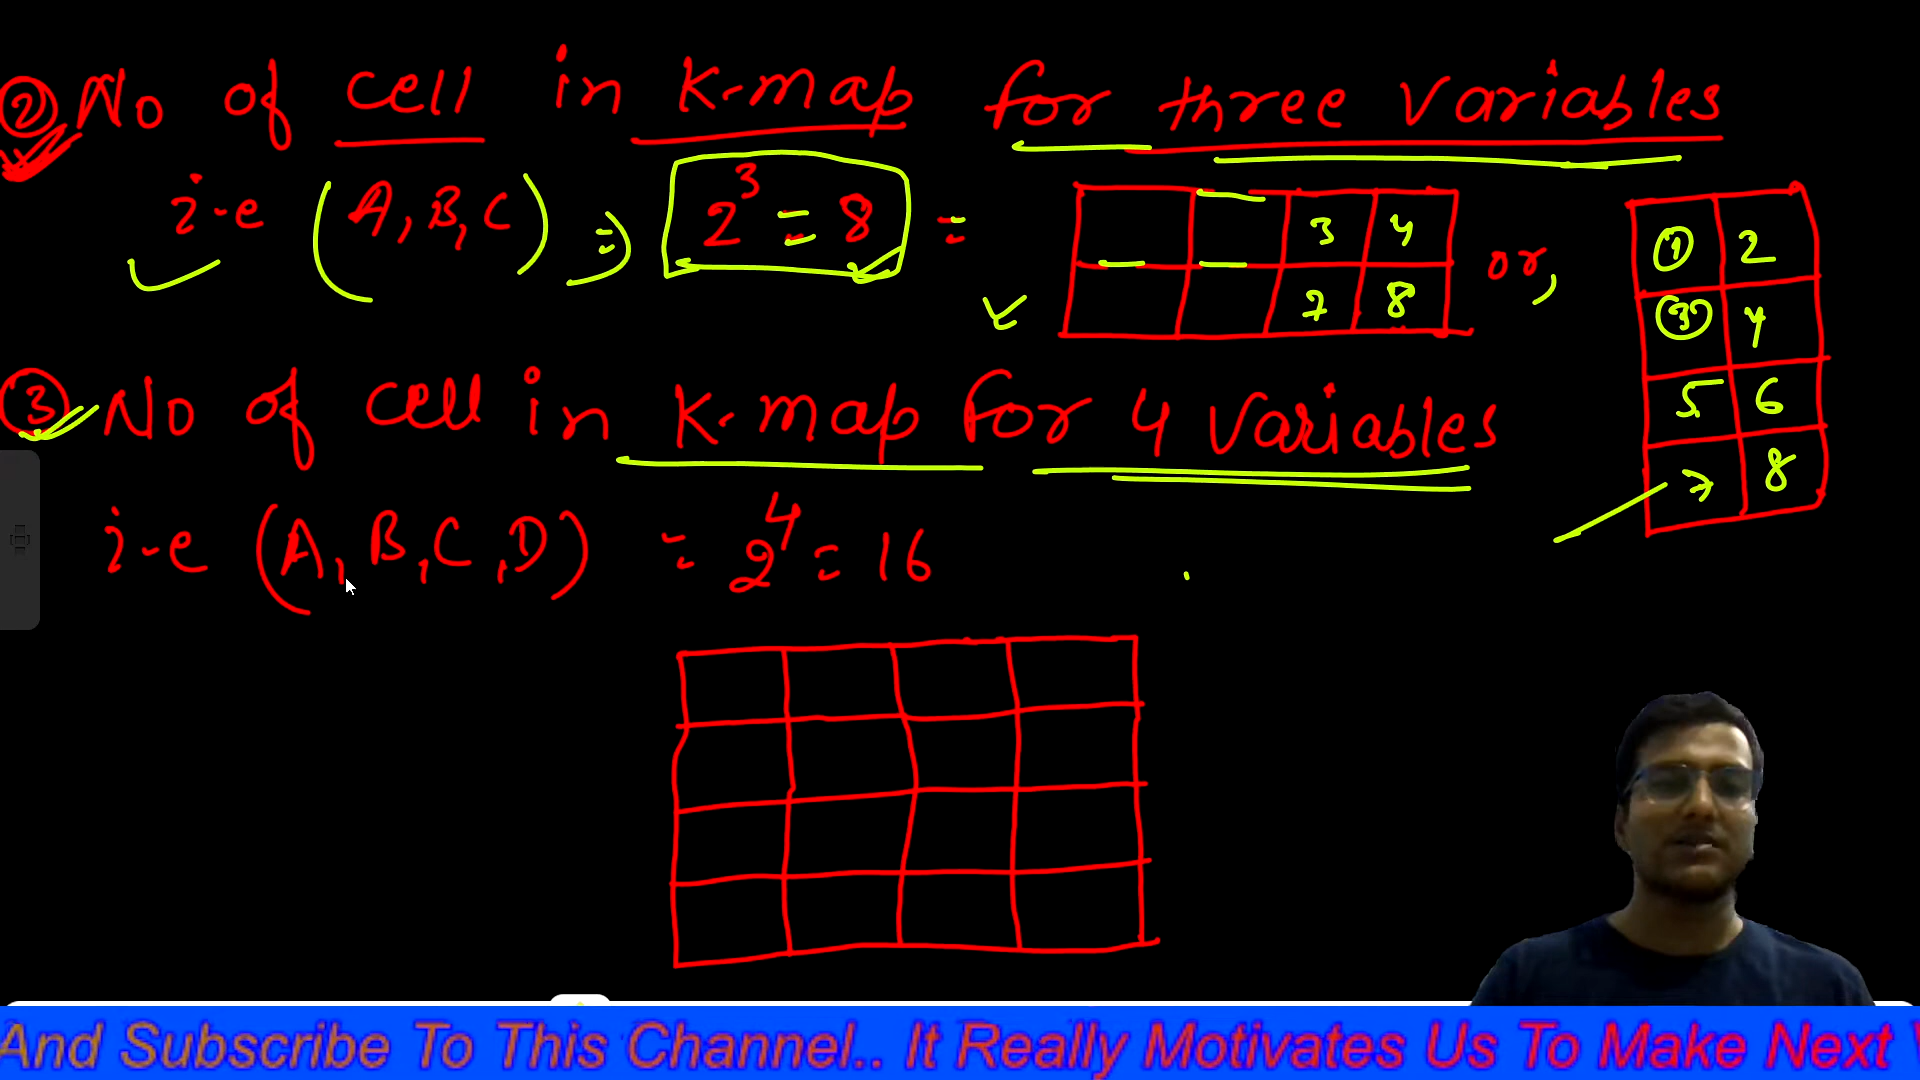 ② No of cell in K-map for three variables
i-e (A, B, C) ⇒ 2³ = 8 =
3 4
7 8
or,
① 2
③ 4
5 6
7 8
③ No of cell in K-map for 4 variables
i-e (A, B, C, D) = 2⁴ = 16
And Subscribe To This Channel.. It Really Motivates Us To Make Next